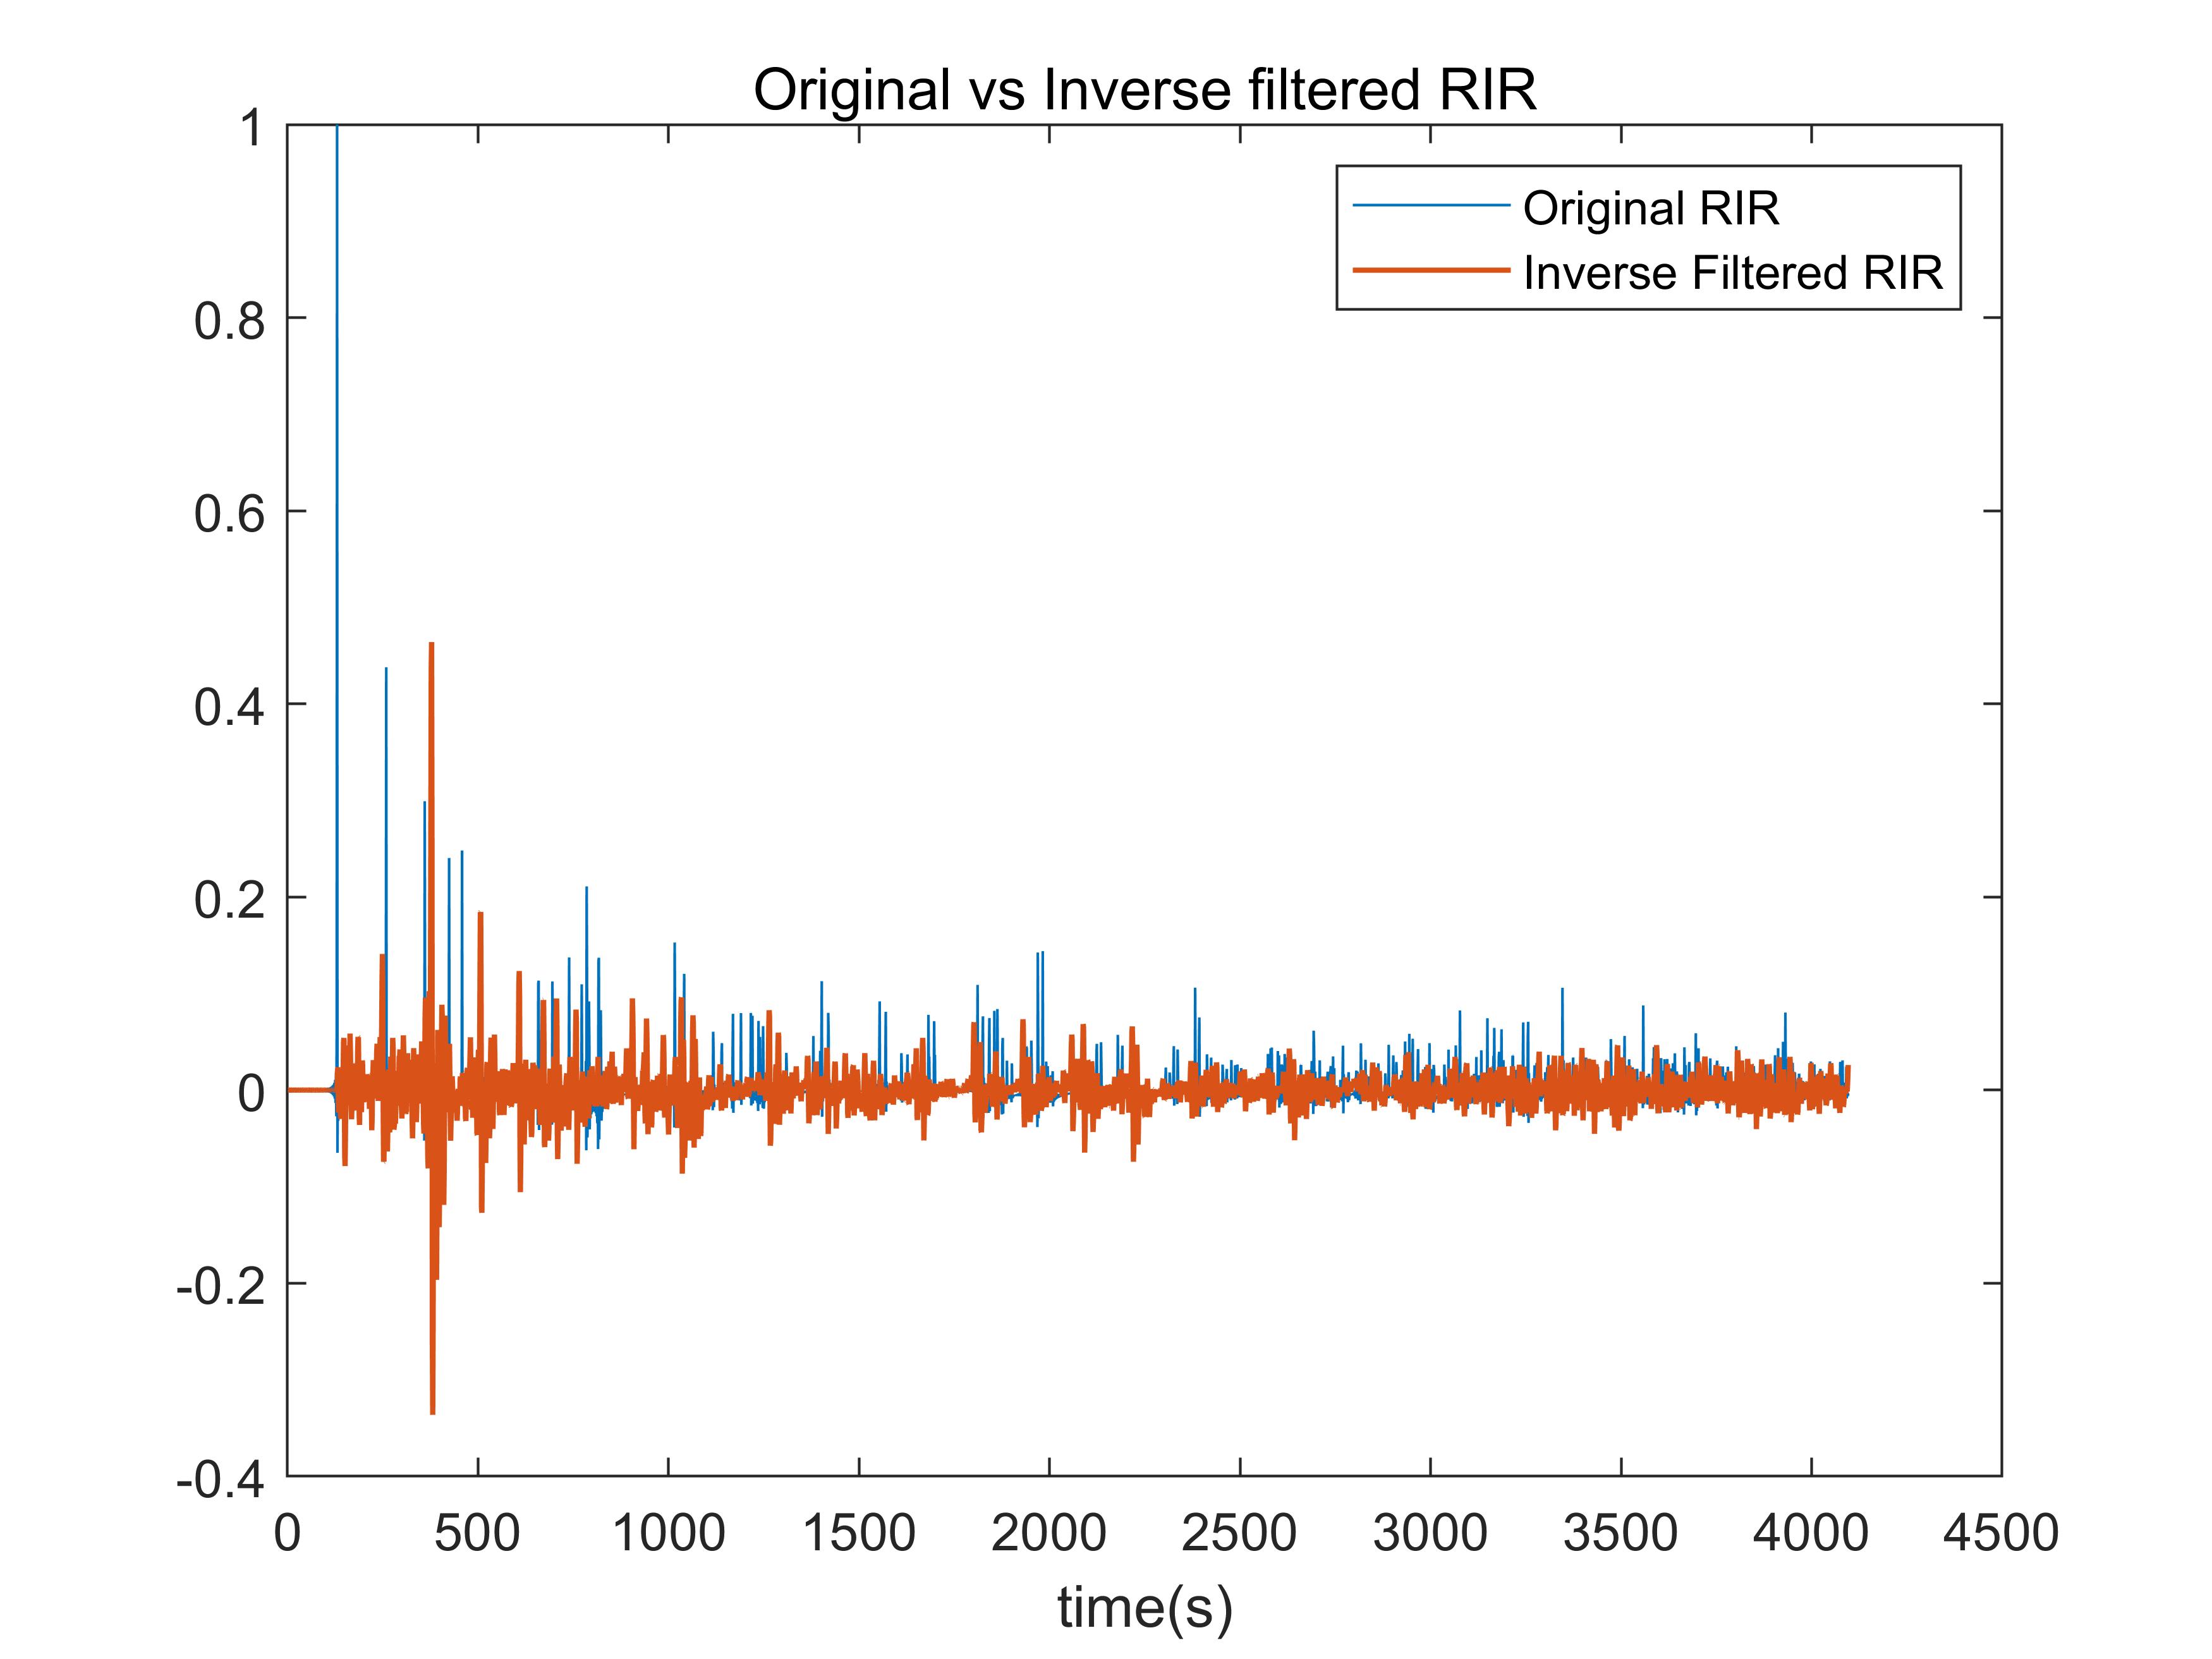 Original vs Inverse filtered RIR
1
Original RIR
Inverse Filtered RIR
0.8
0.6
0.4
0.2
0
-0.2
-0.4
0 500 1000 1500 2000 2500 3000 3500 4000 4500
time(s)